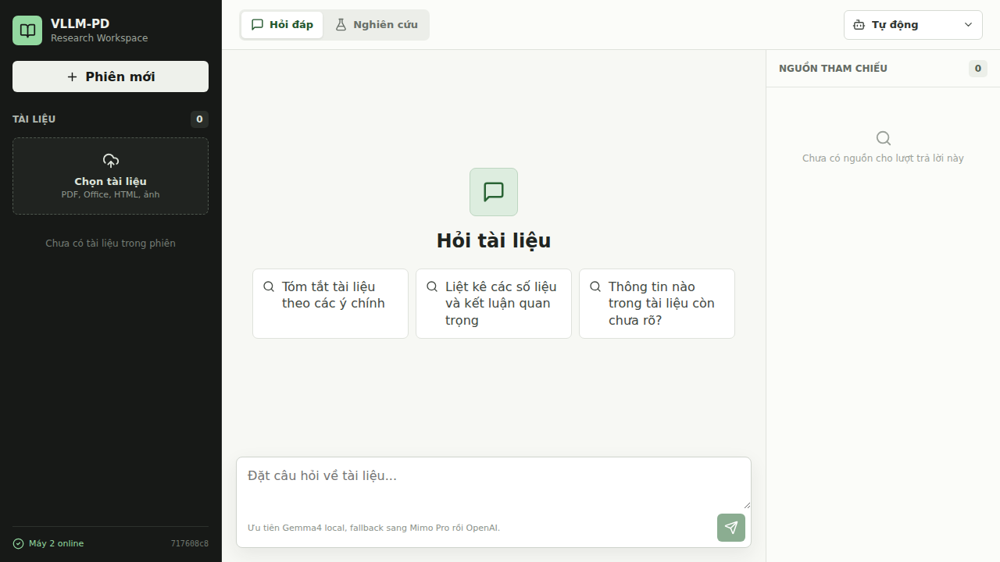 VLLM-PD
Research Workspace
Phiên mới
TÀI LIỆU
0
Chọn tài liệu
PDF, Office, HTML, ảnh
Chưa có tài liệu trong phiên
Máy 2 online
717608c8
Hỏi đáp
Nghiên cứu
Tự động
Hỏi tài liệu
Tóm tắt tài liệu
theo các ý chính
Liệt kê các số liệu
và kết luận quan
trọng
Thông tin nào
trong tài liệu còn
chưa rõ?
Đặt câu hỏi về tài liệu...
Ưu tiên Gemma4 local, fallback sang Mimo Pro rồi OpenAI.
NGUỒN THAM CHIẾU
0
Chưa có nguồn cho lượt trả lời này